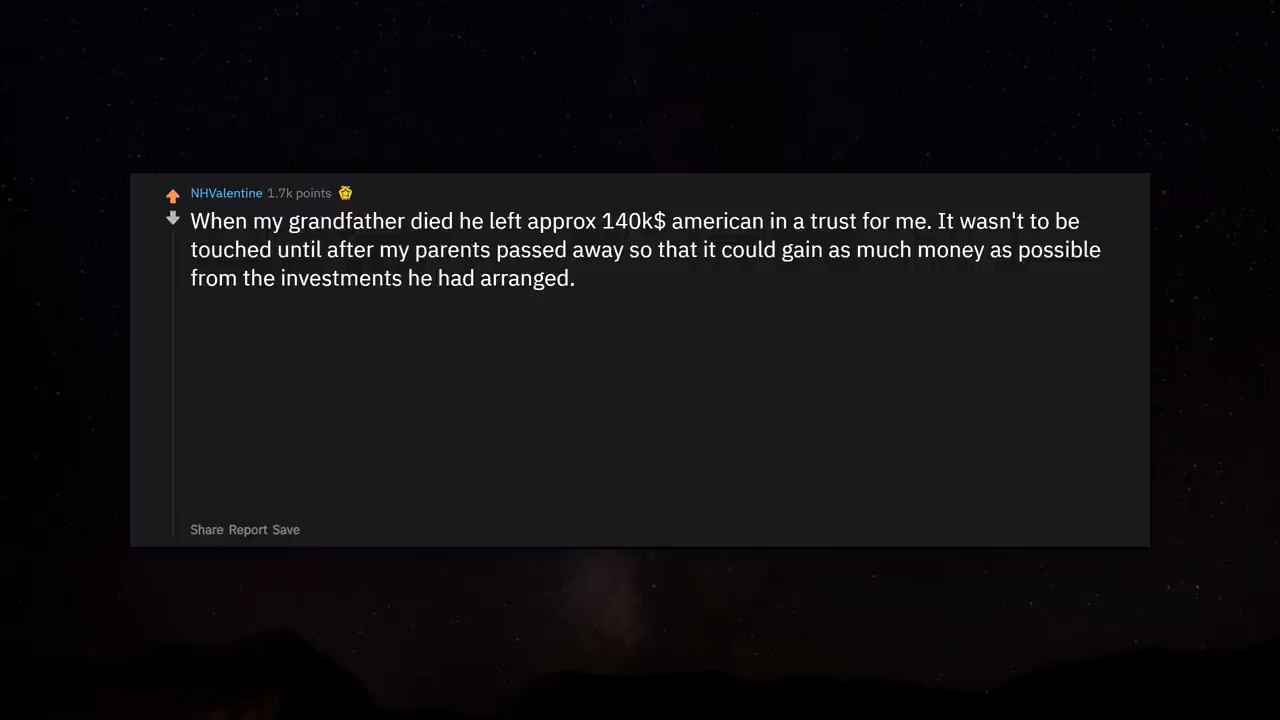 NHValentine 1.7k points
When my grandfather died he left approx 140k$ american in a trust for me. It wasn't to be
touched until after my parents passed away so that it could gain as much money as possible
from the investments he had arranged.
Share Report Save